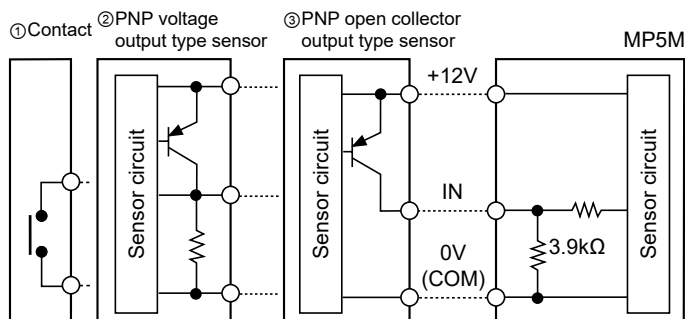 ①Contact
②PNP voltage
output type sensor
③PNP open collector
output type sensor
MP5M
+12V
IN
0V
(COM)
3.9kΩ
Sensor circuit
Sensor circuit
Sensor circuit